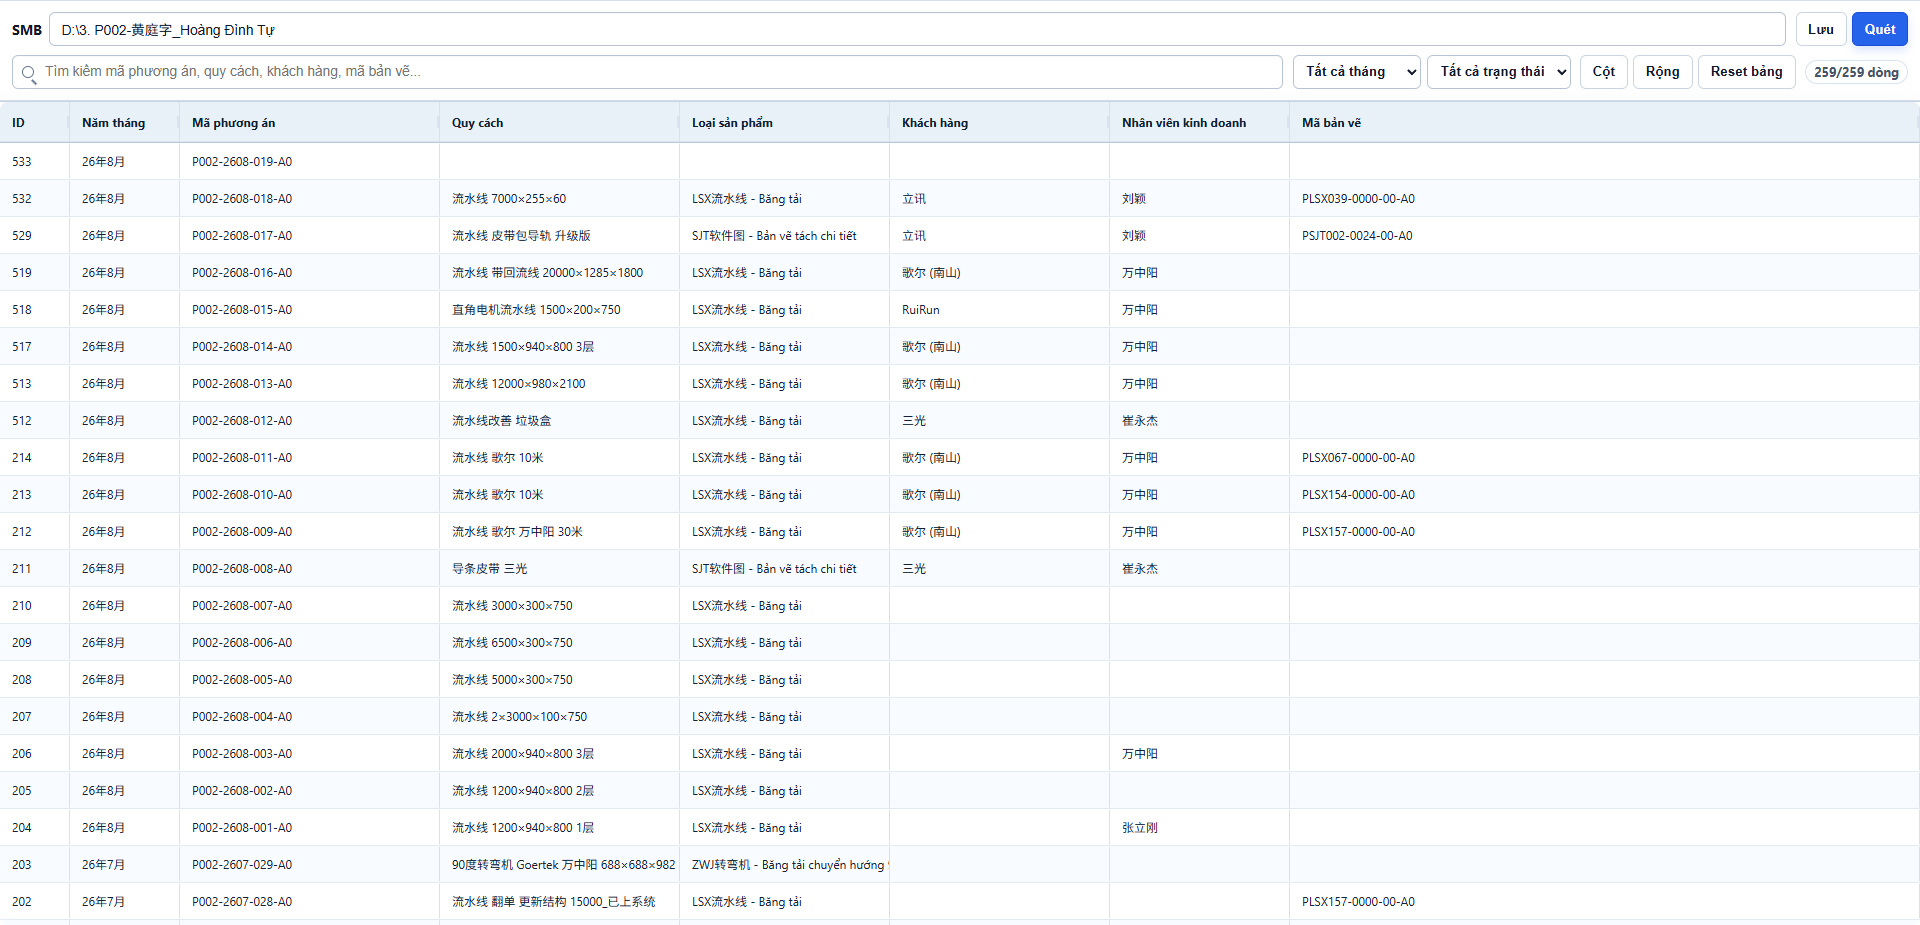 SMB D:\3. P002-黄庭字_Hoàng Đình Tự Lưu Quét
Tìm kiếm mã phương án, quy cách, khách hàng, mã bản vẽ... Tất cả tháng Tất cả trạng thái Cột Rộng Reset bảng 259/259 dòng
ID Năm tháng Mã phương án Quy cách Loại sản phẩm Khách hàng Nhân viên kinh doanh Mã bản vẽ
533 26年8月 P002-2608-019-A0
532 26年8月 P002-2608-018-A0 流水线 7000×255×60 LSX流水线 - Băng tải 立讯 刘颖 PLSX039-0000-00-A0
529 26年8月 P002-2608-017-A0 流水线 皮带包导轨 升级版 SJT软件图 - Bản vẽ tách chi tiết 立讯 刘颖 PSJT002-0024-00-A0
519 26年8月 P002-2608-016-A0 流水线 带回流线 20000×1285×1800 LSX流水线 - Băng tải 歌尔 (南山) 万中阳
518 26年8月 P002-2608-015-A0 直角电机流水线 1500×200×750 LSX流水线 - Băng tải RuiRun 万中阳
517 26年8月 P002-2608-014-A0 流水线 1500×940×800 3层 LSX流水线 - Băng tải 歌尔 (南山) 万中阳
513 26年8月 P002-2608-013-A0 流水线 12000×980×2100 LSX流水线 - Băng tải 歌尔 (南山) 万中阳
512 26年8月 P002-2608-012-A0 流水线改善 垃圾盒 LSX流水线 - Băng tải 三光 崔永杰
214 26年8月 P002-2608-011-A0 流水线 歌尔 10米 LSX流水线 - Băng tải 歌尔 (南山) 万中阳 PLSX067-0000-00-A0
213 26年8月 P002-2608-010-A0 流水线 歌尔 10米 LSX流水线 - Băng tải 歌尔 (南山) 万中阳 PLSX154-0000-00-A0
212 26年8月 P002-2608-009-A0 流水线 歌尔 万中阳 30米 LSX流水线 - Băng tải 歌尔 (南山) 万中阳 PLSX157-0000-00-A0
211 26年8月 P002-2608-008-A0 导条皮带 三光 SJT软件图 - Bản vẽ tách chi tiết 三光 崔永杰
210 26年8月 P002-2608-007-A0 流水线 3000×300×750 LSX流水线 - Băng tải
209 26年8月 P002-2608-006-A0 流水线 6500×300×750 LSX流水线 - Băng tải
208 26年8月 P002-2608-005-A0 流水线 5000×300×750 LSX流水线 - Băng tải
207 26年8月 P002-2608-004-A0 流水线 2×3000×100×750 LSX流水线 - Băng tải
206 26年8月 P002-2608-003-A0 流水线 2000×940×800 3层 LSX流水线 - Băng tải 万中阳
205 26年8月 P002-2608-002-A0 流水线 1200×940×800 2层 LSX流水线 - Băng tải
204 26年8月 P002-2608-001-A0 流水线 1200×940×800 1层 LSX流水线 - Băng tải 张立刚
203 26年7月 P002-2607-029-A0 90度转弯机 Goertek 万中阳 688×688×982 ZWJ转弯机 - Băng tải chuyển hướng
202 26年7月 P002-2607-028-A0 流水线 翻单 更新结构 15000_已上系统 LSX流水线 - Băng tải PLSX157-0000-00-A0